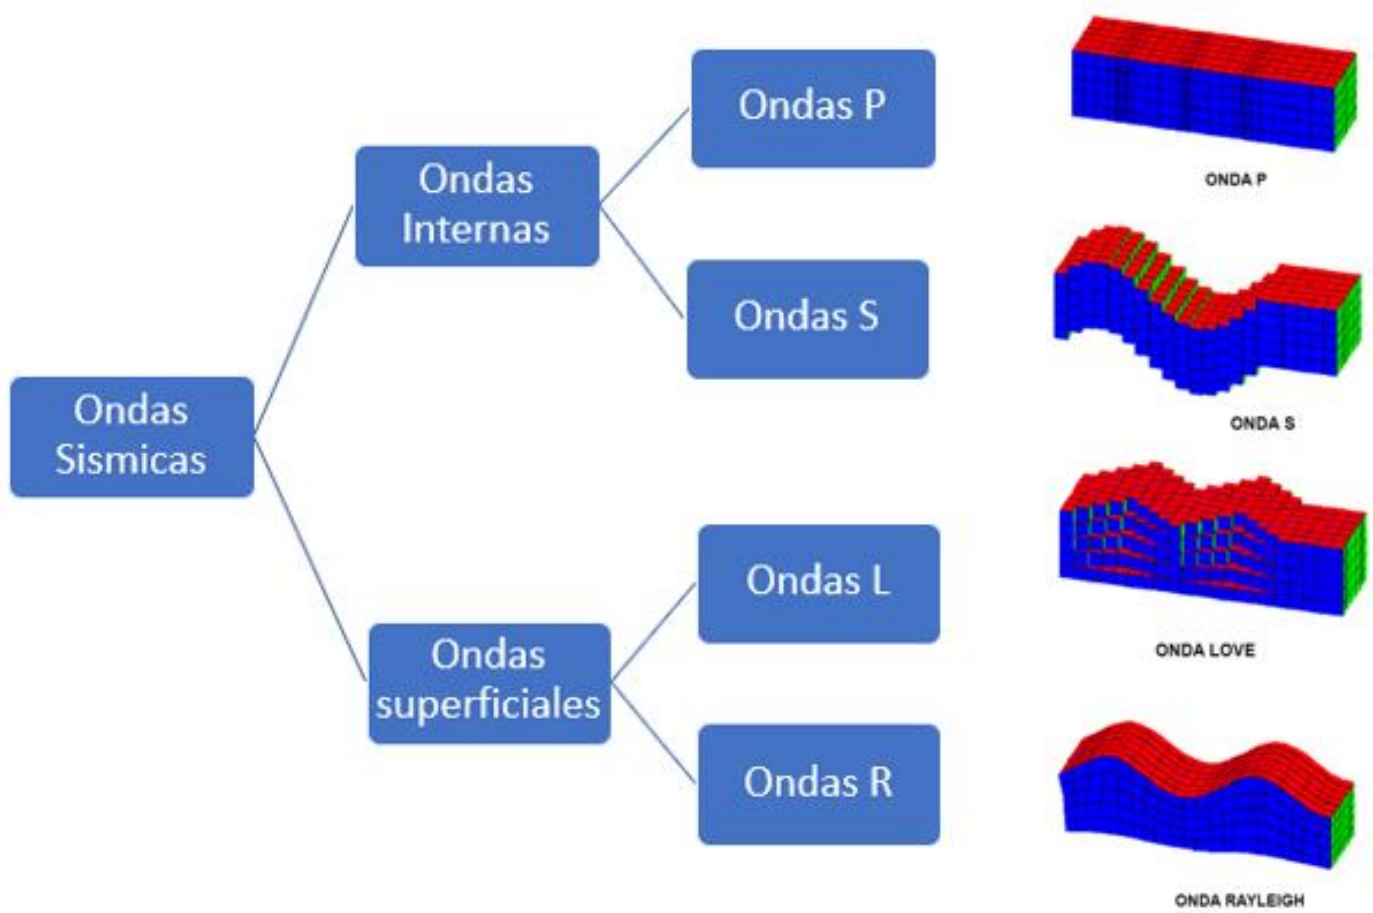 Ondas P
ONDA P
Ondas
Internas
Ondas S
ONDA S
Ondas
Sismicas
Ondas L
ONDA LOVE
Ondas
superficiales
Ondas R
ONDA RAYLEIGH